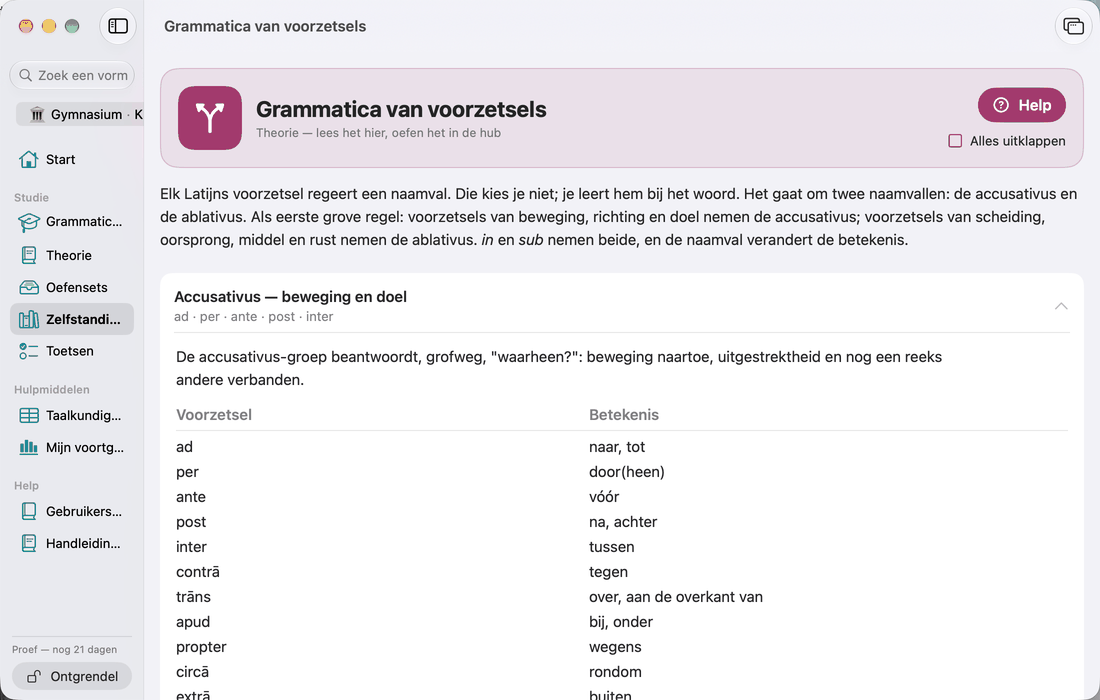 Grammatica van voorzetsels
Zoek een vorm
Gymnasium · K
Start
Studie
Grammatic...
Theorie
Oefensets
Zelfstandi...
Toetsen
Hulpmiddelen
Taalkundig...
Mijn voortg...
Help
Gebruikers...
Handleidin...
Proef — nog 21 dagen
Ontgrendel
Grammatica van voorzetsels
Theorie — lees het hier, oefen het in de hub
Help
Alles uitklappen
Elk Latijns voorzetsel regeert een naamval. Die kies je niet; je leert hem bij het woord. Het gaat om twee naamvallen: de accusativus en
de ablativus. Als eerste grove regel: voorzetsels van beweging, richting en doel nemen de accusativus; voorzetsels van scheiding,
oorsprong, middel en rust nemen de ablativus. in en sub nemen beide, en de naamval verandert de betekenis.
Accusativus — beweging en doel
ad · per · ante · post · inter
De accusativus-groep beantwoordt, grofweg, "waarheen?": beweging naartoe, uitgestrektheid en nog een reeks
andere verbanden.
Voorzetsel Betekenis
ad naar, tot
per door(heen)
ante vóór
post na, achter
inter tussen
contrā tegen
trāns over, aan de overkant van
apud bij, onder
propter wegens
circā rondom
extrā buiten